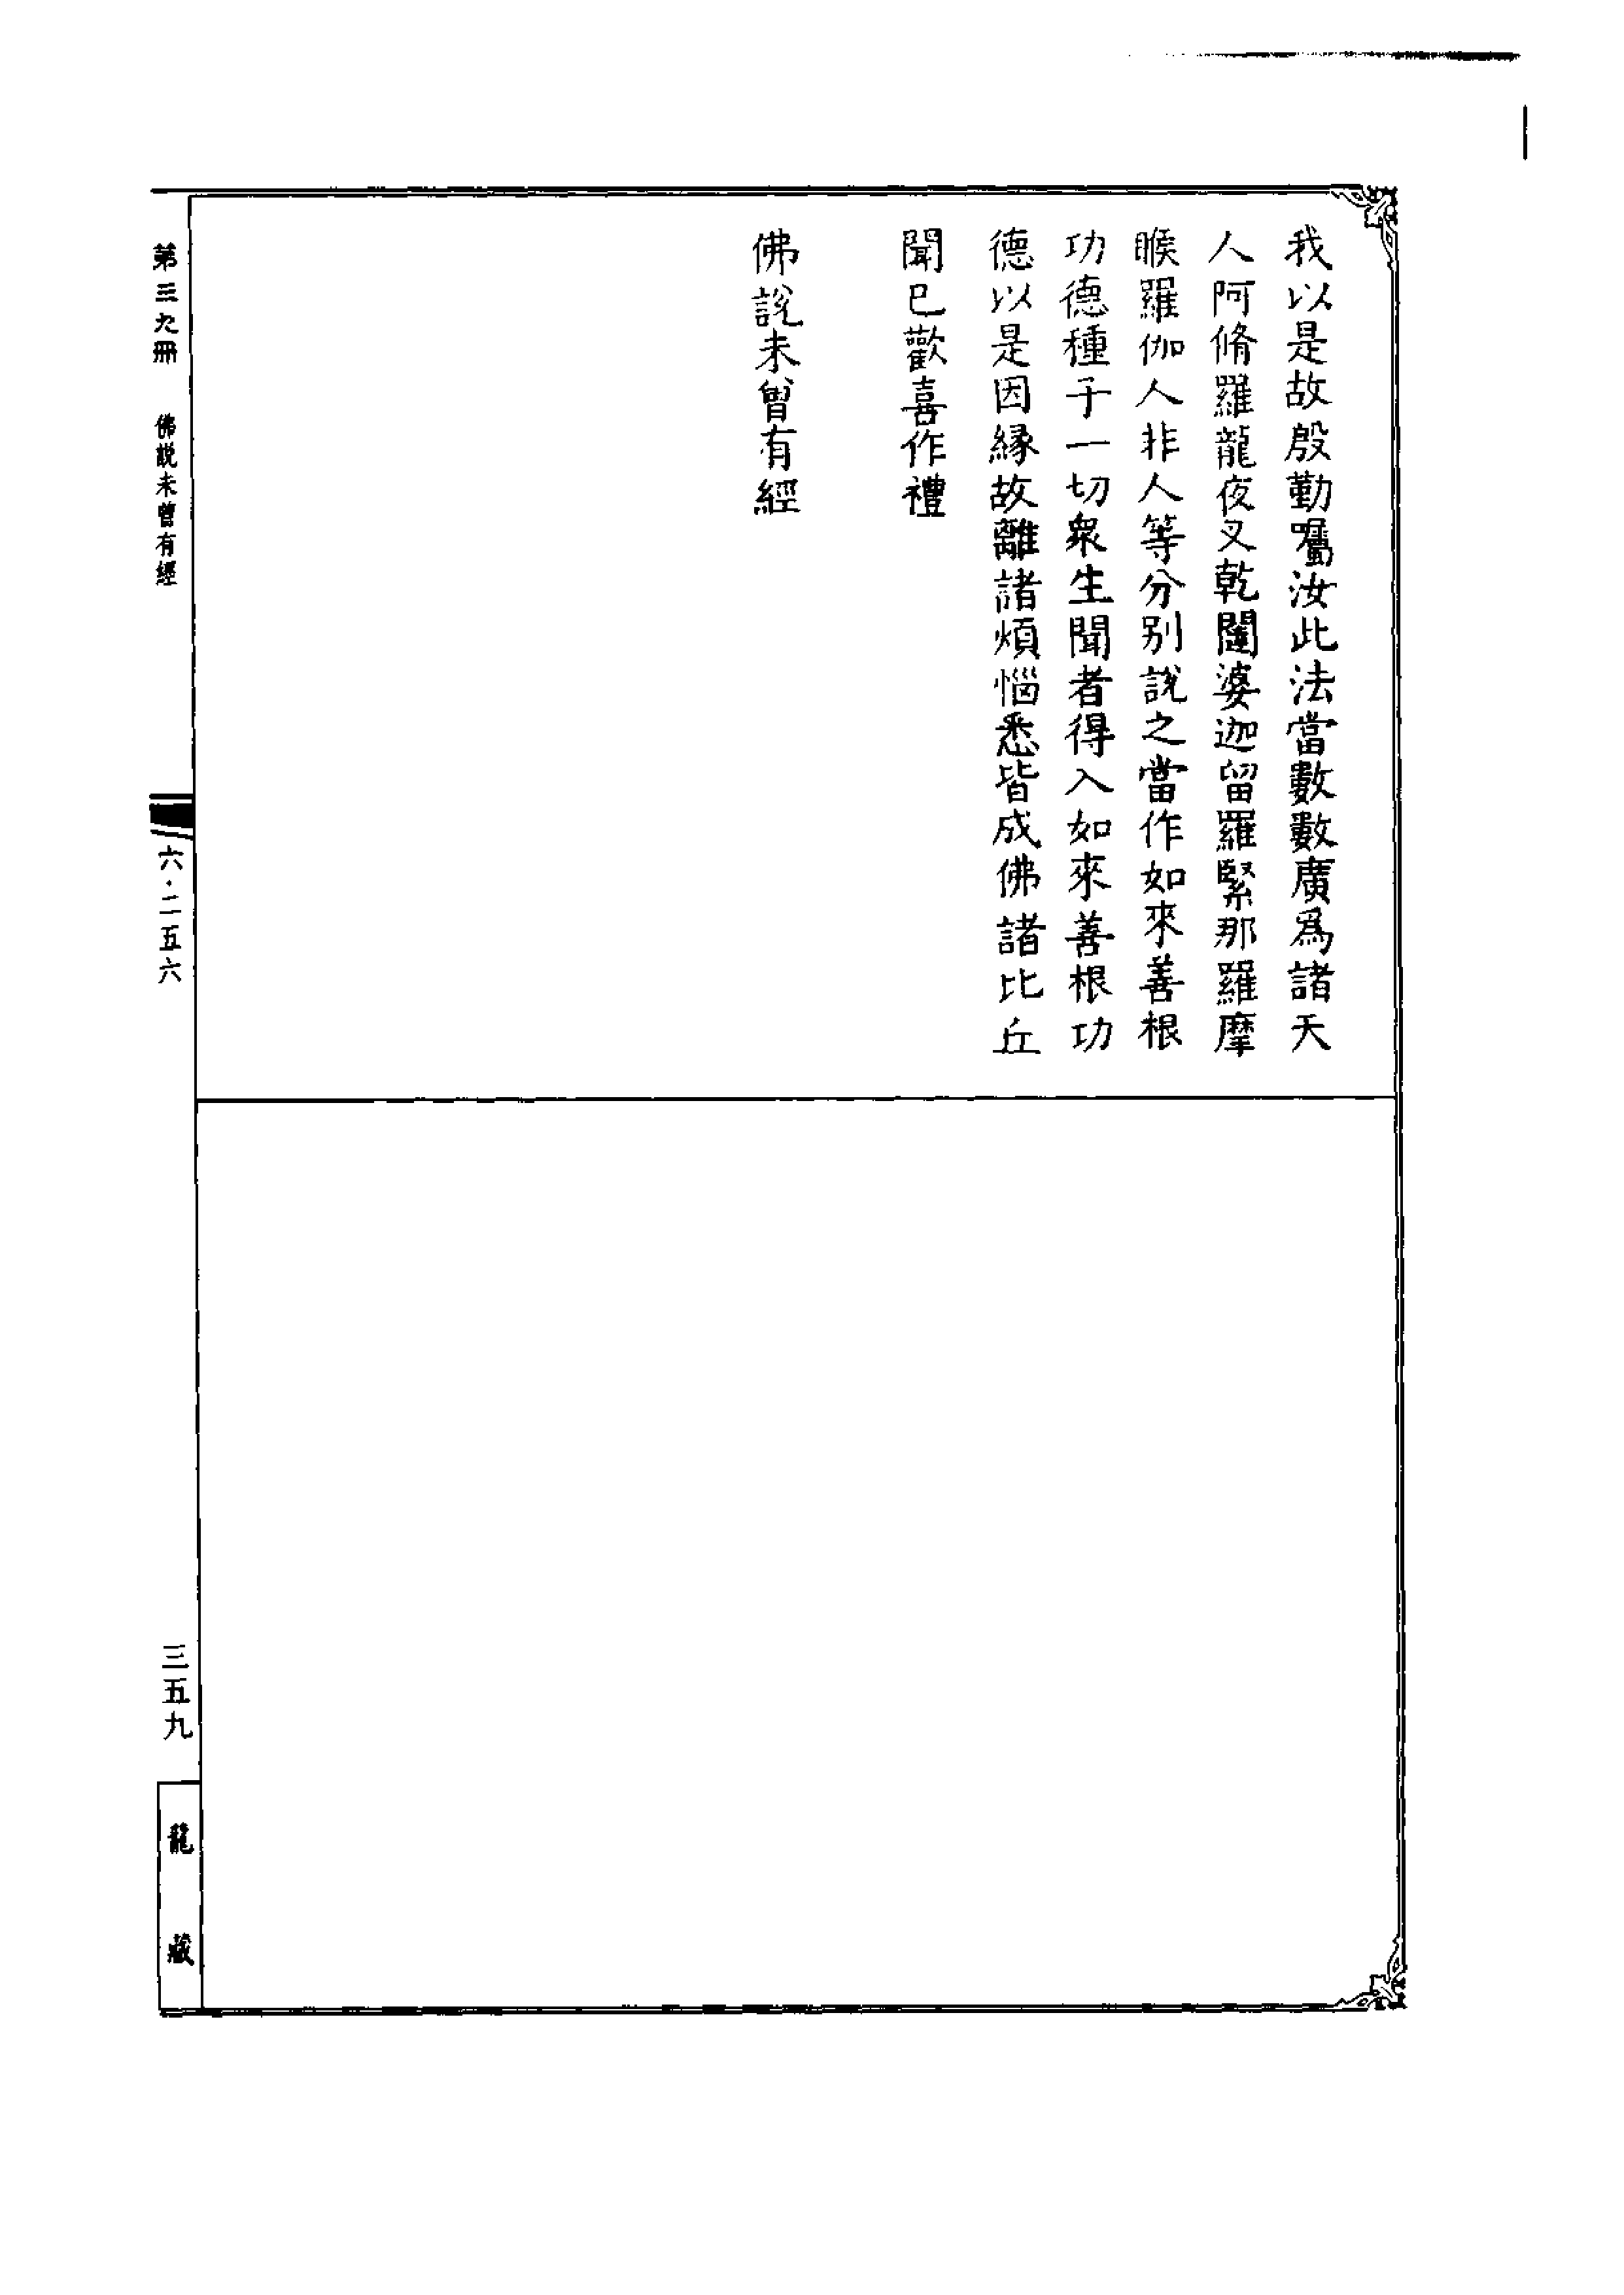 我以是故殷勤囑汝此法當數數廣爲諸天
人阿脩羅龍夜叉乾闥婆迦留羅緊那羅摩
睺羅伽人非人等分别說之當作如來善根
功德種子一切衆生聞者得入如來善根功
德以是因緣故離諸煩惱悉皆成佛諸比丘
聞已歡喜作禮
佛說未曾有經
第三九冊 佛說未曾有經
六·二五六
三五九
龍藏